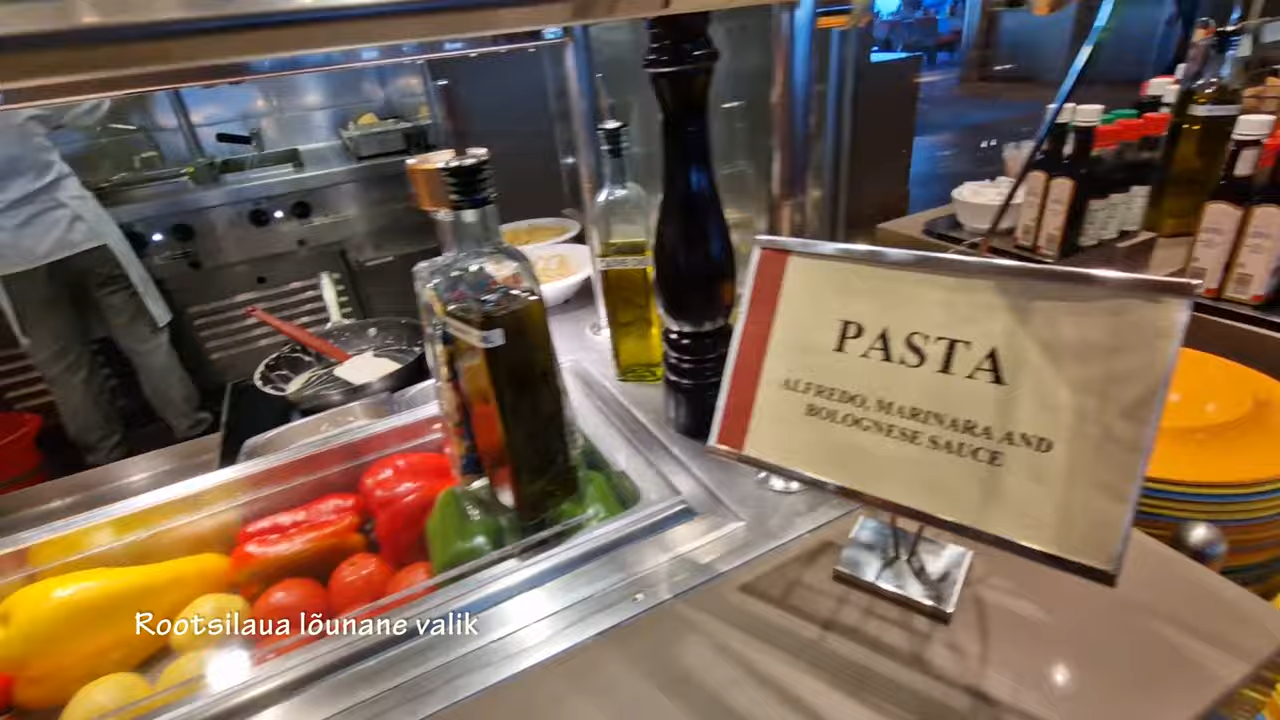 PASTA
ALFREDO, MARINARA AND
BOLOGNESE SAUCE
Rootsilaua lõunane valik